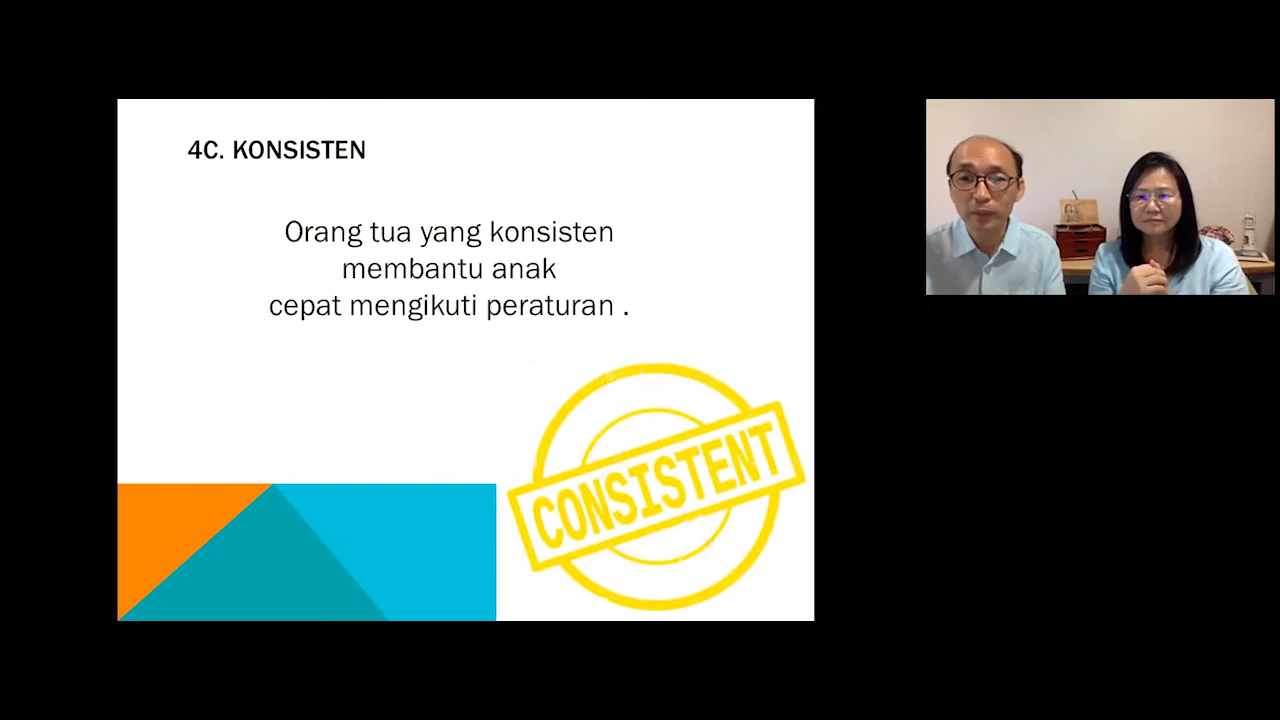 4C. KONSISTEN
Orang tua yang konsisten
membantu anak
cepat mengikuti peraturan .
CONSISTENT